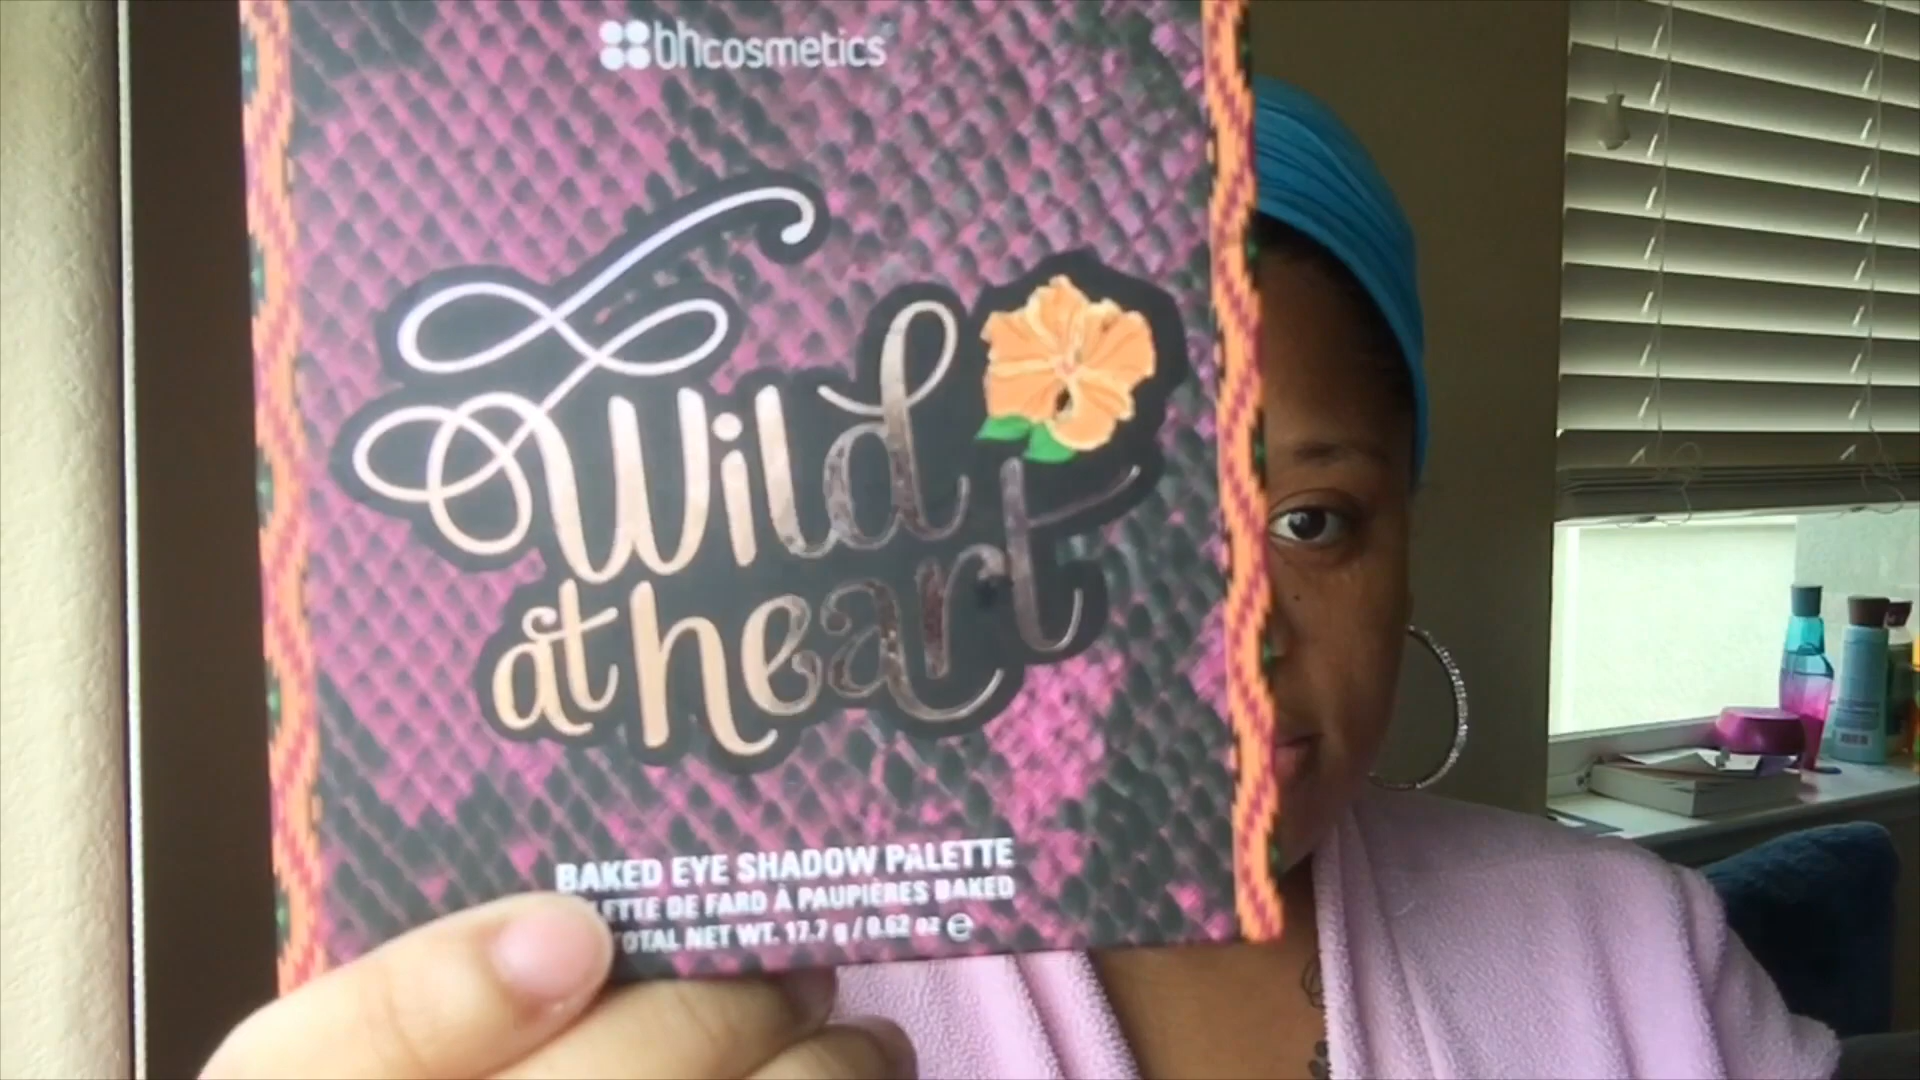 bhcosmetics
Wild
at heart
BAKED EYE SHADOW PALETTE
ETTE DE FARD À PAUPIÈRES BAKED
TOTAL NET WT. 17.7 g / 0.62 oz ℮